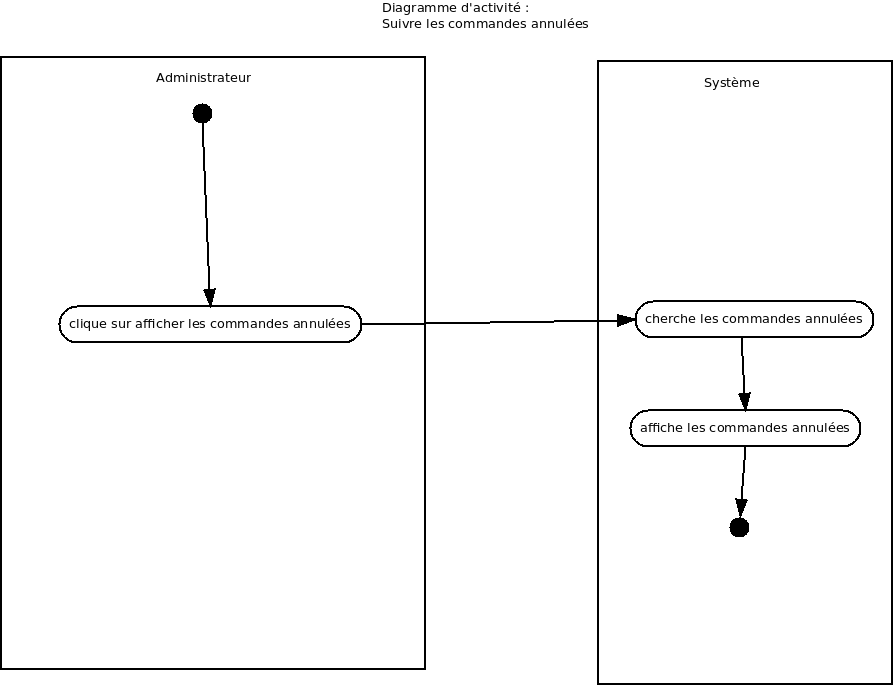 Diagramme d'activité :
Suivre les commandes annulées
Administrateur
Système
clique sur afficher les commandes annulées
cherche les commandes annulées
affiche les commandes annulées